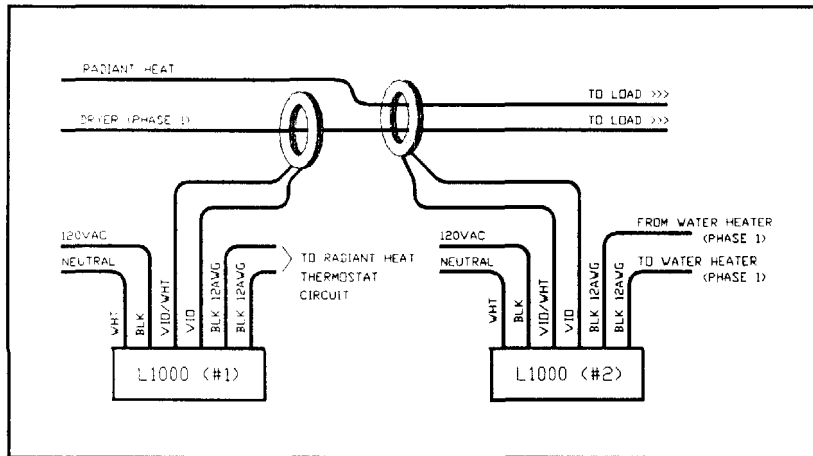 RADIANT HEAT
TO LOAD >>>
DRYER (PHASE 1)
TO LOAD >>>
120VAC
NEUTRAL
TO RADIANT HEAT
THERMOSTAT
CIRCUIT
120VAC
NEUTRAL
FROM WATER HEATER
(PHASE 1)
TO WATER HEATER
(PHASE 1)
WHT
BLK
VIO/WHT
VIO
BLK 12AWG
BLK 12AWG
WHT
BLK
VIO/WHT
VIO
BLK 12AWG
BLK 12AWG
L1000 (#1)
L1000 (#2)